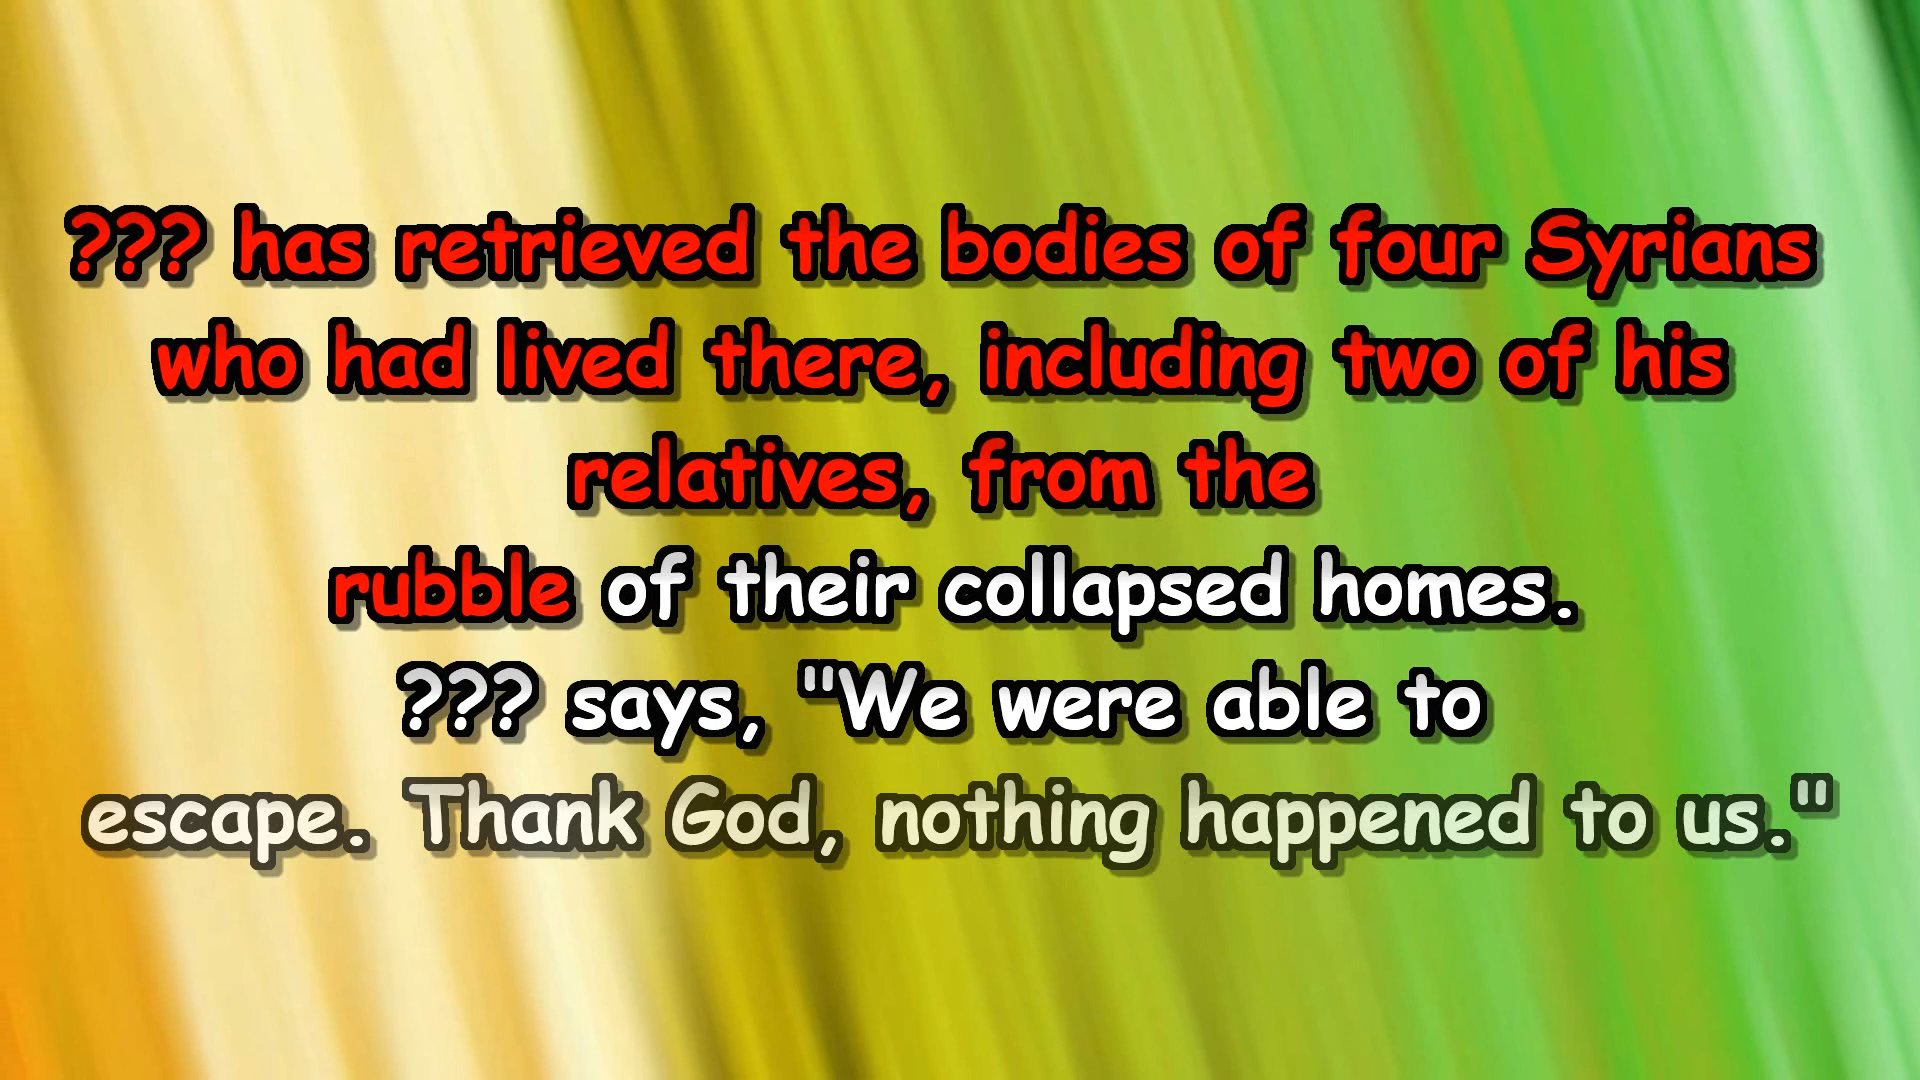 ??? has retrieved the bodies of four Syrians
who had lived there, including two of his
relatives, from the
rubble of their collapsed homes.
??? says, "We were able to
escape. Thank God, nothing happened to us."